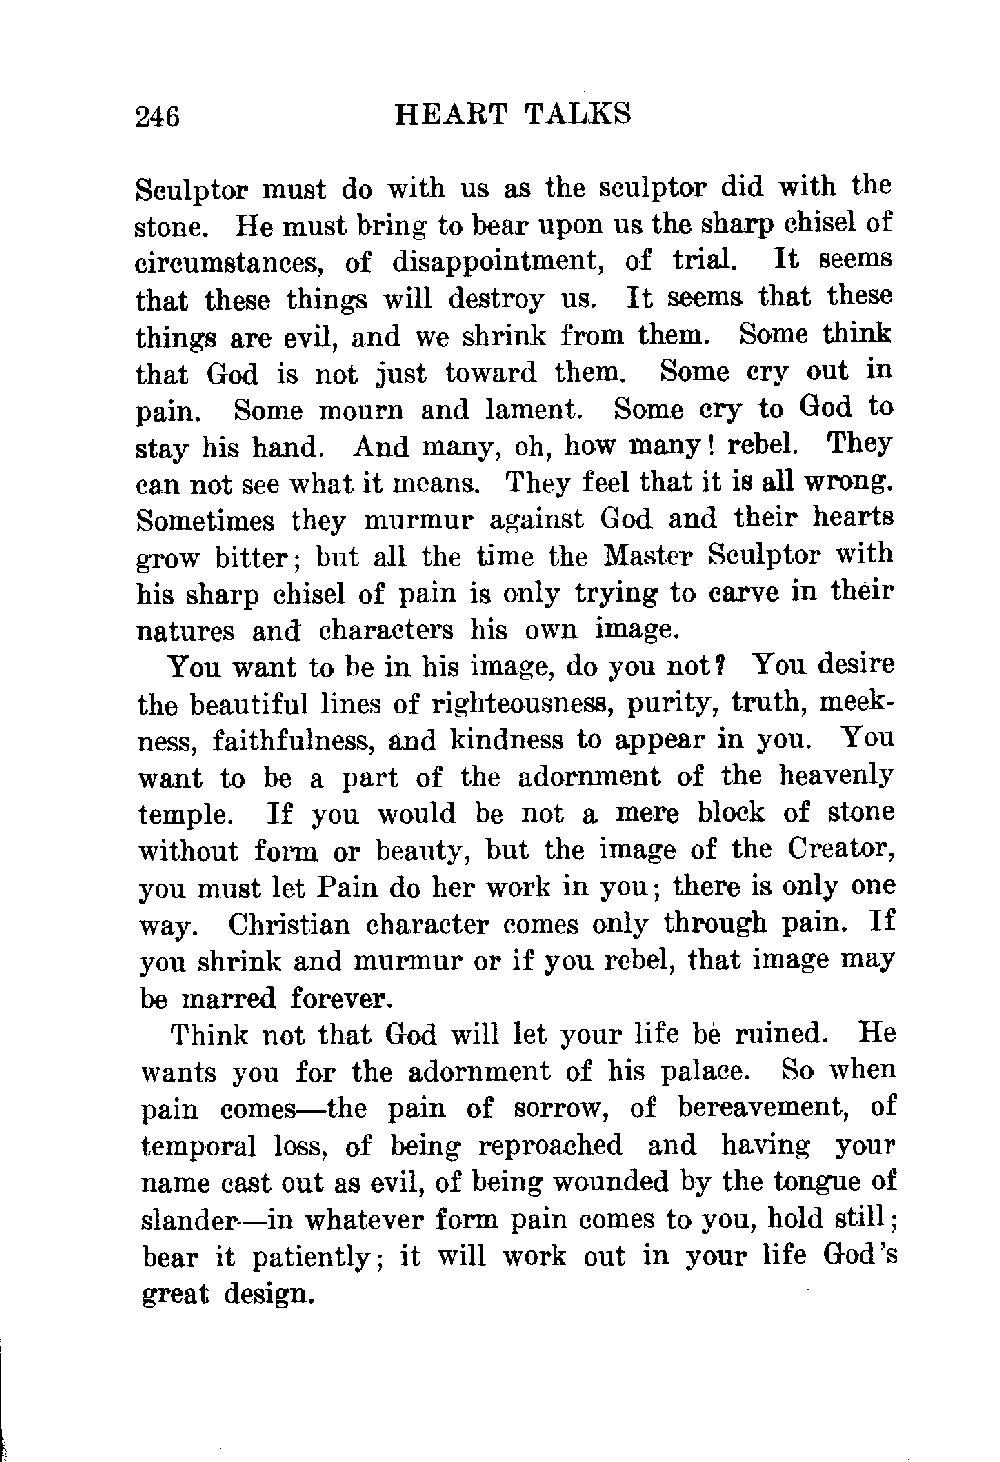 246 HEART TALKS
Sculptor must do with us as the sculptor did with the
stone. He must bring to bear upon us the sharp chisel of
circumstances, of disappointment, of trial. It seems
that these things will destroy us. It seems that these
things are evil, and we shrink from them. Some think
that God is not just toward them. Some cry out in
pain. Some mourn and lament. Some cry to God to
stay his hand. And many, oh, how many! rebel. They
can not see what it means. They feel that it is all wrong.
Sometimes they murmur against God and their hearts
grow bitter; but all the time the Master Sculptor with
his sharp chisel of pain is only trying to carve in their
natures and characters his own image.
You want to be in his image, do you not? You desire
the beautiful lines of righteousness, purity, truth, meek-
ness, faithfulness, and kindness to appear in you. You
want to be a part of the adornment of the heavenly
temple. If you would be not a mere block of stone
without form or beauty, but the image of the Creator,
you must let Pain do her work in you; there is only one
way. Christian character comes only through pain. If
you shrink and murmur or if you rebel, that image may
be marred forever.
Think not that God will let your life be ruined. He
wants you for the adornment of his palace. So when
pain comes—the pain of sorrow, of bereavement, of
temporal loss, of being reproached and having your
name cast out as evil, of being wounded by the tongue of
slander—in whatever form pain comes to you, hold still;
bear it patiently; it will work out in your life God's
great design.